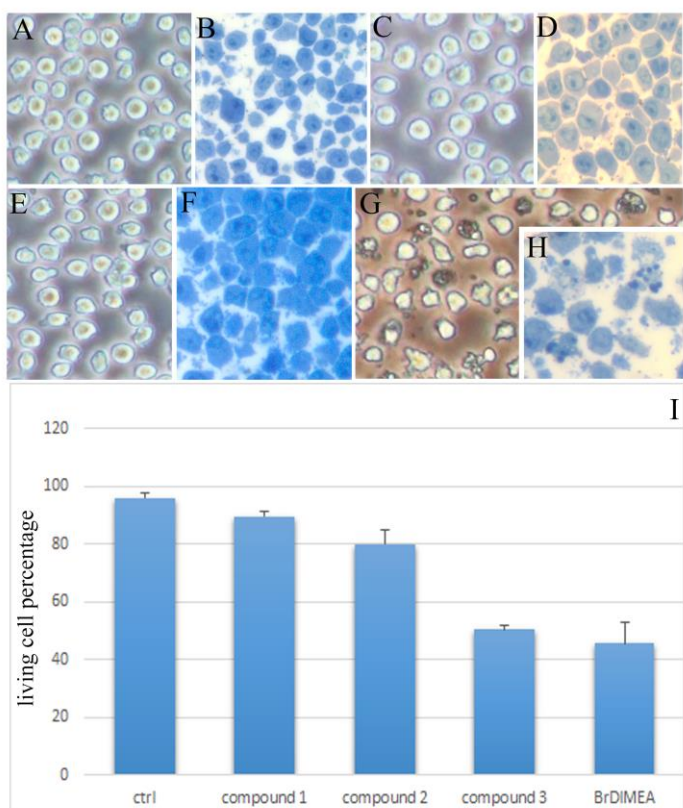 A B C D
E F G H
I
120
100
80
60
40
20
0
living cell percentage
ctrl compound 1 compound 2 compound 3 BrDIMEA